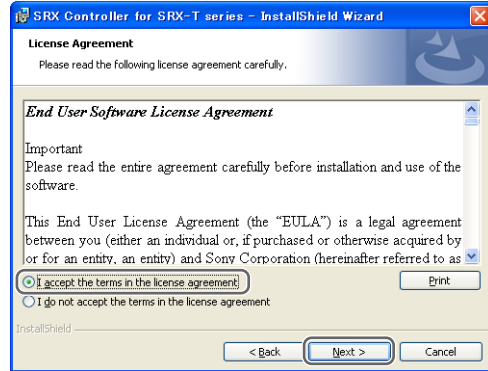 SRX Controller for SRX-T series - InstallShield Wizard
License Agreement
Please read the following license agreement carefully.
End User Software License Agreement
Important
Please read the entire agreement carefully before installation and use of the
software.
This End User License Agreement (the "EULA") is a legal agreement
between you (either an individual or, if purchased or otherwise acquired by
or for an entity, an entity) and Sony Corporation (hereinafter referred to as
I accept the terms in the license agreement
Print
I do not accept the terms in the license agreement
InstallShield
< Back
Next >
Cancel